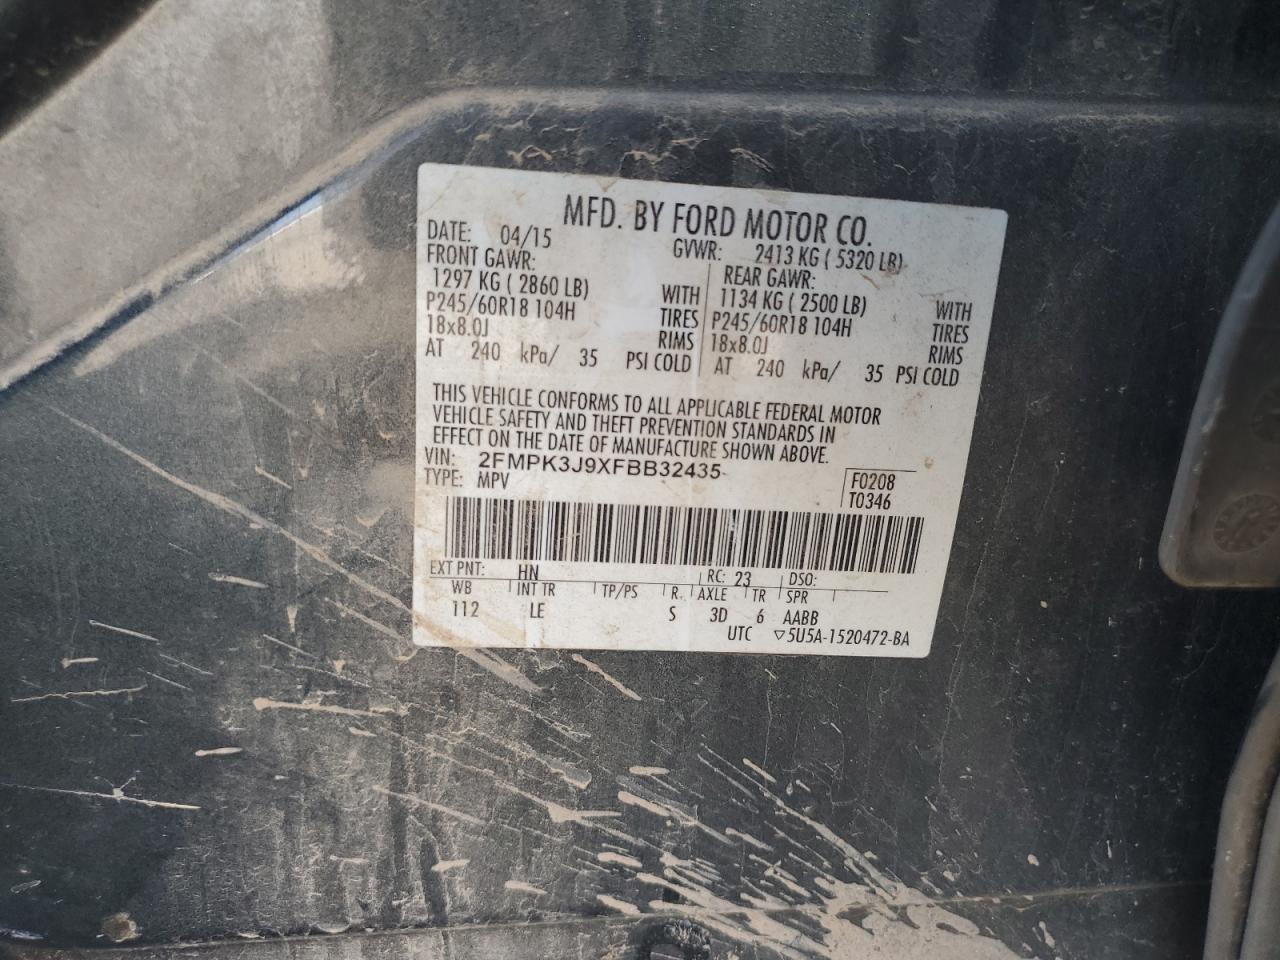 MFD. BY FORD MOTOR CO.
DATE: 04/15 GVWR: 2413 KG ( 5320 LB)
FRONT GAWR: REAR GAWR:
1297 KG ( 2860 LB) WITH 1134 KG ( 2500 LB) WITH
P245/60R18 104H TIRES P245/60R18 104H TIRES
18x8.0J RIMS 18x8.0J RIMS
AT 240 kPa/ 35 PSI COLD AT 240 kPa/ 35 PSI COLD
THIS VEHICLE CONFORMS TO ALL APPLICABLE FEDERAL MOTOR
VEHICLE SAFETY AND THEFT PREVENTION STANDARDS IN
EFFECT ON THE DATE OF MANUFACTURE SHOWN ABOVE.
VIN: 2FMPK3J9XFBB32435
TYPE: MPV F0208
T0346
EXT PNT: HN RC: 23 DSO:
WB INT TR TP/PS R. AXLE TR SPR
112 LE S 3D 6 AABB
UTC ▽5U5A-1520472-BA